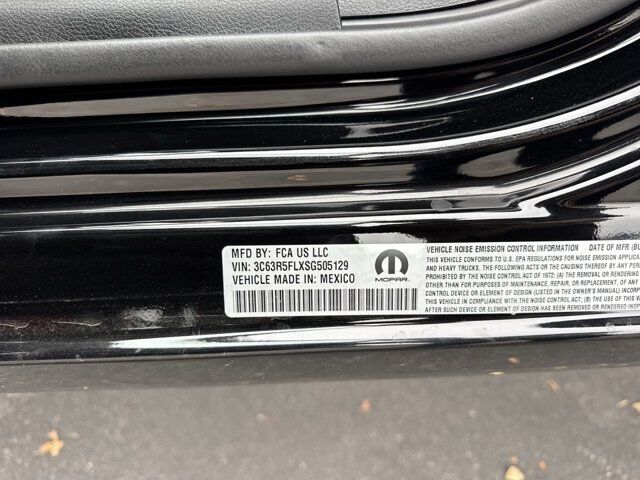 MFD BY: FCA US LLC
VIN: 3C63R5FLXSG505129
VEHICLE MADE IN: MEXICO
MOPAR
VEHICLE NOISE EMISSION CONTROL INFORMATION DATE OF MFR (BU
THIS VEHICLE CONFORMS TO U.S. EPA REGULATIONS FOR NOISE EMISSION
AND HEAVY TRUCKS. THE FOLLOWING ACTS OR THE CAUSING THEREOF
PROHIBITED BY THE NOISE CONTROL ACT OF 1972: (A) THE REMOVAL OR RENDERING
OTHER THAN FOR PURPOSES OF MAINTENANCE, REPAIR, OR REPLACEMENT, OF ANY
CONTROL DEVICE OR ELEMENT OF DESIGN (LISTED IN THE OWNER'S MANUAL) INCORPORAT
THIS VEHICLE IN COMPLIANCE WITH THE NOISE CONTROL ACT; (B) THE USE OF THIS V
AFTER SUCH DEVICE OR ELEMENT OF DESIGN HAS BEEN REMOVED OR RENDERED